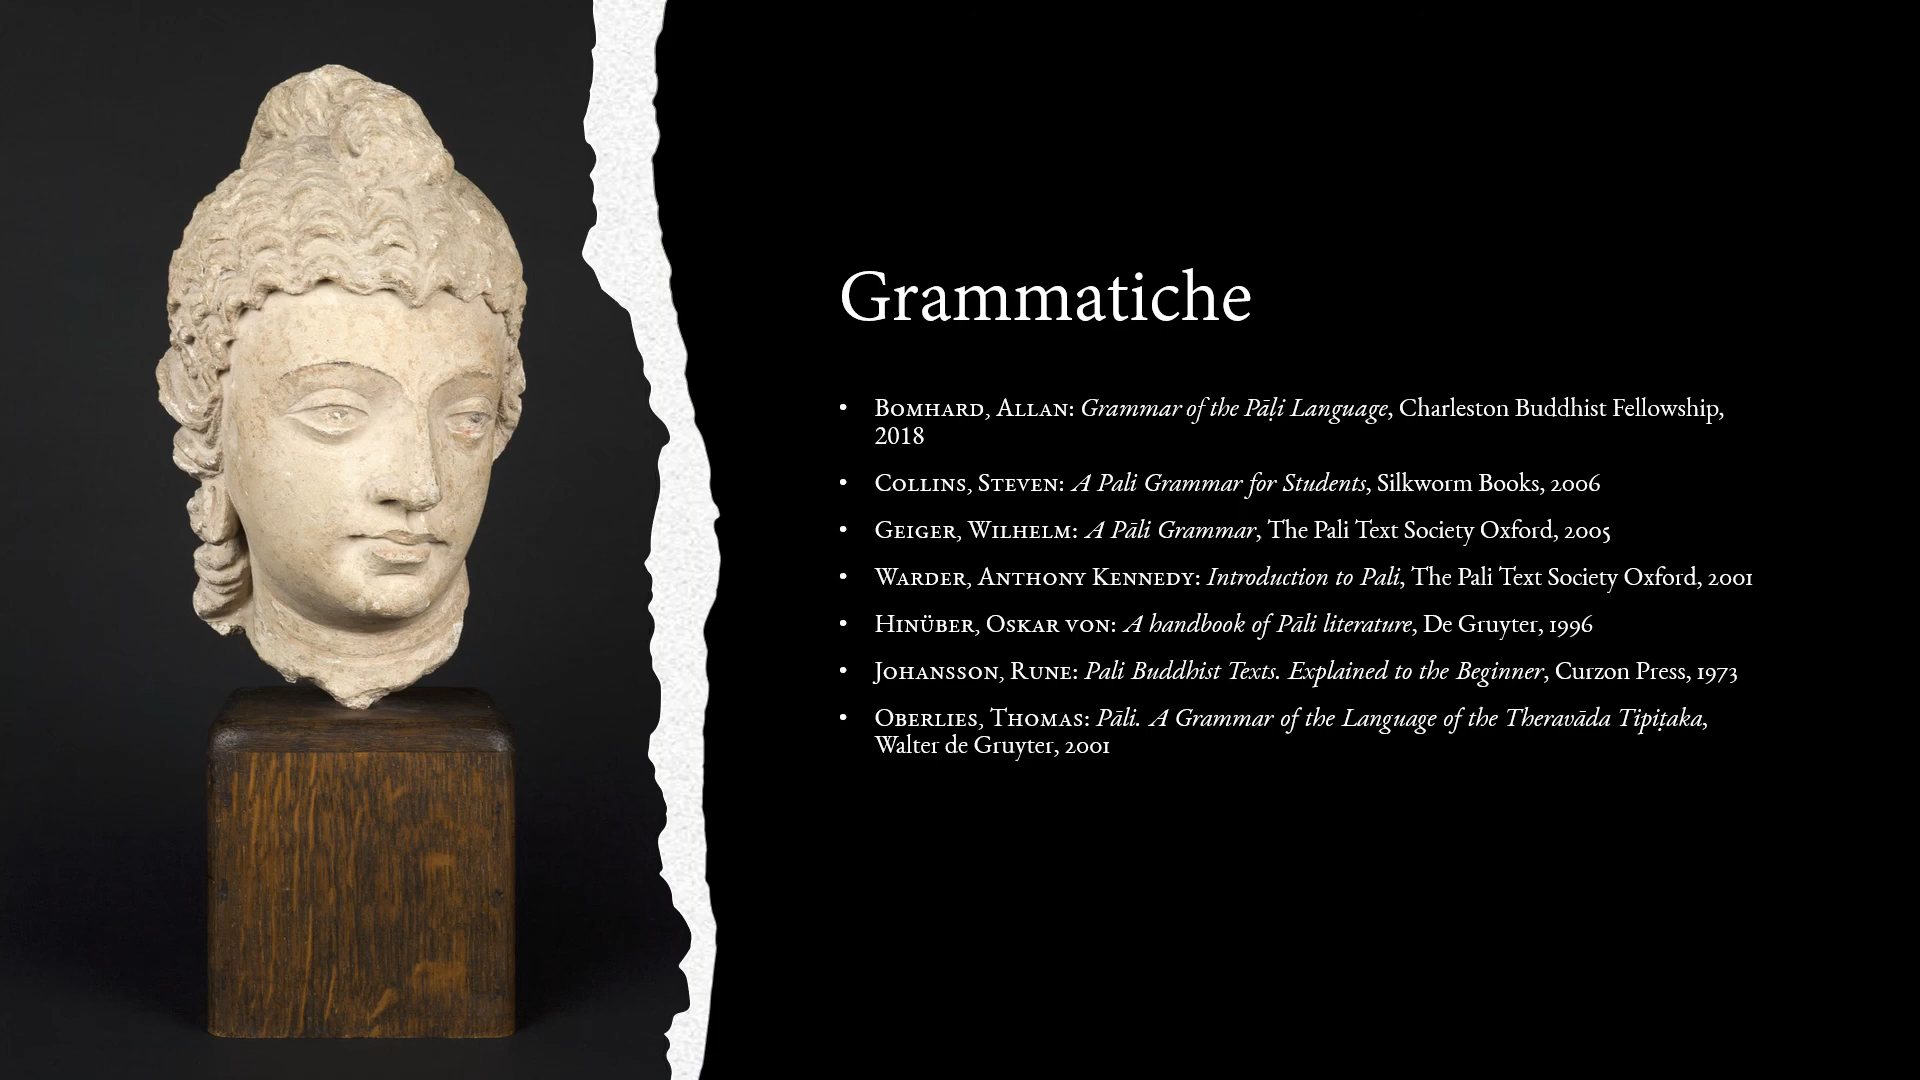 Grammatiche
• Bomhard, Allan: Grammar of the Pāḷi Language, Charleston Buddhist Fellowship,
2018
• Collins, Steven: A Pali Grammar for Students, Silkworm Books, 2006
• Geiger, Wilhelm: A Pāli Grammar, The Pali Text Society Oxford, 2005
• Warder, Anthony Kennedy: Introduction to Pali, The Pali Text Society Oxford, 2001
• Hinüber, Oskar von: A handbook of Pāli literature, De Gruyter, 1996
• Johansson, Rune: Pali Buddhist Texts. Explained to the Beginner, Curzon Press, 1973
• Oberlies, Thomas: Pāli. A Grammar of the Language of the Theravāda Tipiṭaka,
Walter de Gruyter, 2001